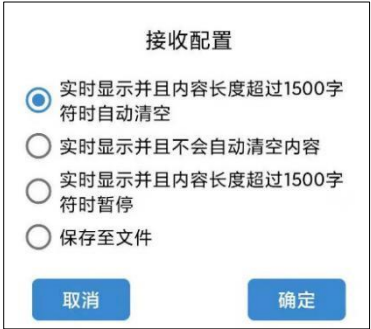 接收配置
实时显示并且内容长度超过1500字
符时自动清空
实时显示并且不会自动清空内容
实时显示并且内容长度超过1500字
符时暂停
保存至文件
取消
确定